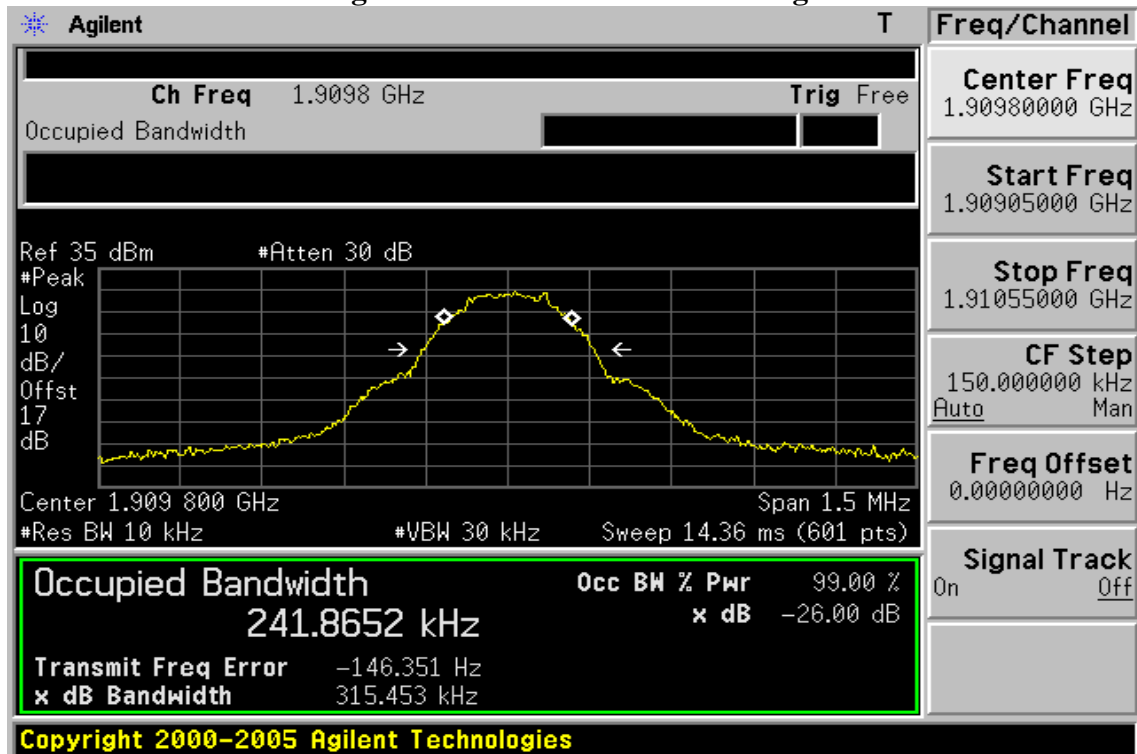 Agilent T Freq/Channel
Ch Freq 1.9098 GHz Trig Free
Occupied Bandwidth
Center Freq
1.90980000 GHz
Start Freq
1.90905000 GHz
Stop Freq
1.91055000 GHz
CF Step
150.000000 kHz
Auto Man
Freq Offset
0.00000000 Hz
Signal Track
On Off
Ref 35 dBm #Atten 30 dB
#Peak
Log
10
dB/
Offst
17
dB
Center 1.909 800 GHz Span 1.5 MHz
#Res BW 10 kHz #VBW 30 kHz Sweep 14.36 ms (601 pts)
Occupied Bandwidth
241.8652 kHz
Occ BW % Pwr 99.00 %
x dB -26.00 dB
Transmit Freq Error -146.351 Hz
x dB Bandwidth 315.453 kHz
Copyright 2000-2005 Agilent Technologies